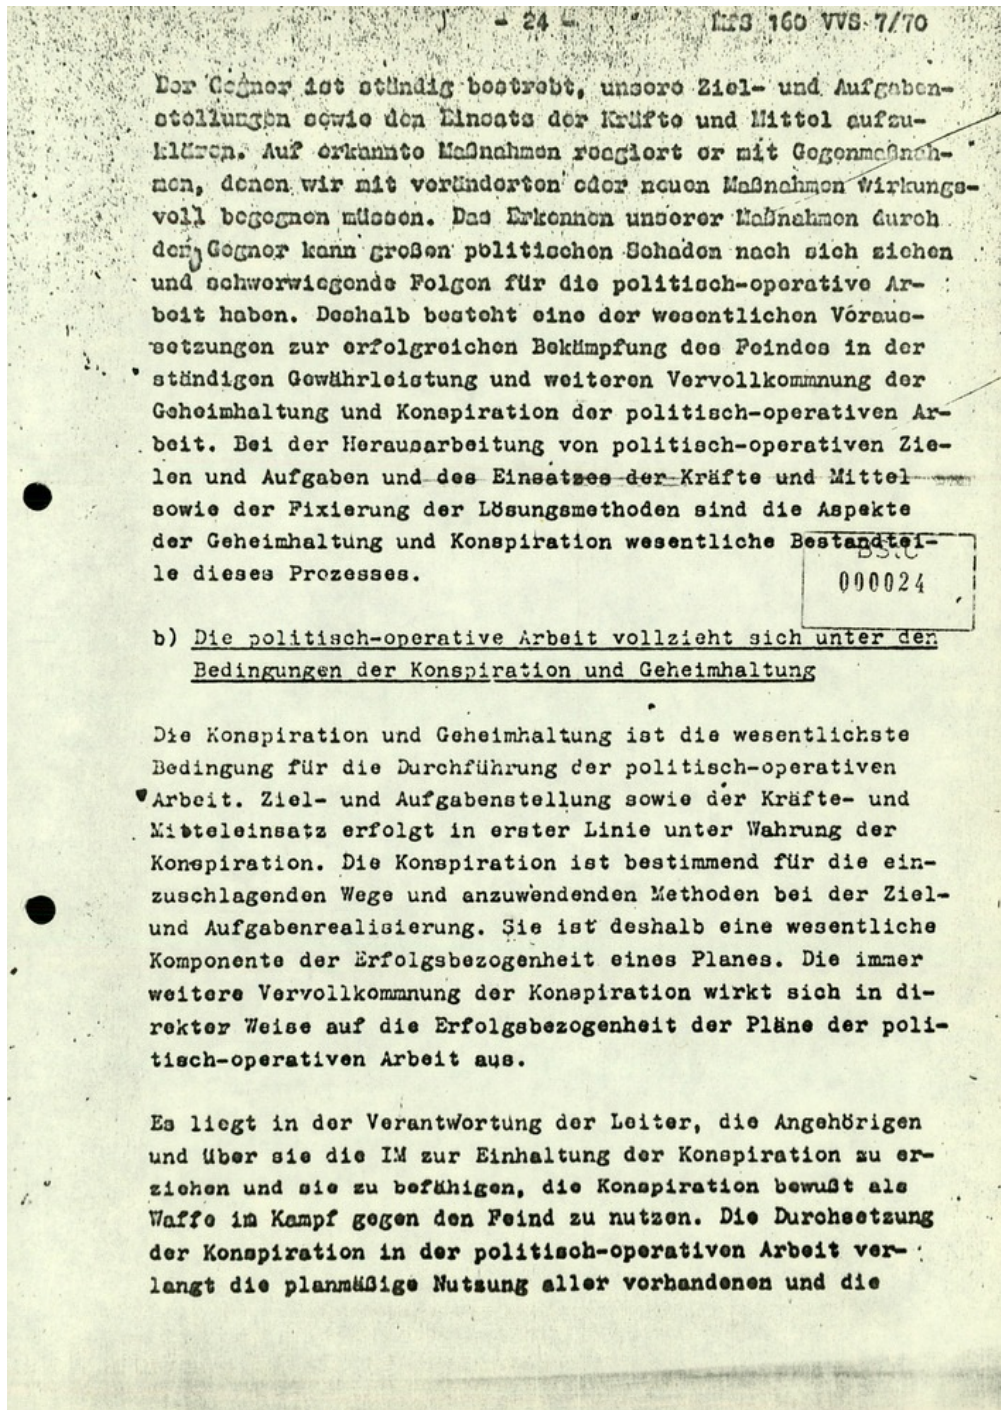 - 24 -
MfS 160 VVS 7/70
Der Gegner ist ständig bestrebt, unsere Ziel- und Aufgaben-
stellungen sowie den Einsatz der Kräfte und Mittel aufzu-
klären. Auf erkannte Maßnahmen reagiert er mit Gegenmaßnah-
men, denen wir mit veränderten oder neuen Maßnahmen wirkungs-
voll begegnen müssen. Das Erkennen unserer Maßnahmen durch
den Gegner kann großen politischen Schaden nach sich ziehen
und schwerwiegende Folgen für die politisch-operative Ar-
beit haben. Deshalb besteht eine der wesentlichen Voraus-
setzungen zur erfolgreichen Bekämpfung des Feindes in der
ständigen Gewährleistung und weiteren Vervollkommnung der
Geheimhaltung und Konspiration der politisch-operativen Ar-
beit. Bei der Herausarbeitung von politisch-operativen Zie-
len und Aufgaben und des Einsatzes der Kräfte und Mittel
sowie der Fixierung der Lösungsmethoden sind die Aspekte
der Geheimhaltung und Konspiration wesentliche Bestandtei-
le dieses Prozesses.
BStU
000024
b) Die politisch-operative Arbeit vollzieht sich unter den
Bedingungen der Konspiration und Geheimhaltung
Die Konspiration und Geheimhaltung ist die wesentlichste
Bedingung für die Durchführung der politisch-operativen
Arbeit. Ziel- und Aufgabenstellung sowie der Kräfte- und
Mitteleinsatz erfolgt in erster Linie unter Wahrung der
Konspiration. Die Konspiration ist bestimmend für die ein-
zuschlagenden Wege und anzuwendenden Methoden bei der Ziel-
und Aufgabenrealisierung. Sie ist deshalb eine wesentliche
Komponente der Erfolgsbezogenheit eines Planes. Die immer
weitere Vervollkommnung der Konspiration wirkt sich in di-
rekter Weise auf die Erfolgsbezogenheit der Pläne der poli-
tisch-operativen Arbeit aus.
Es liegt in der Verantwortung der Leiter, die Angehörigen
und über sie die IM zur Einhaltung der Konspiration zu er-
ziehen und sie zu befähigen, die Konspiration bewußt als
Waffe im Kampf gegen den Feind zu nutzen. Die Durchsetzung
der Konspiration in der politisch-operativen Arbeit ver-
langt die planmäßige Nutzung aller vorhandenen und die